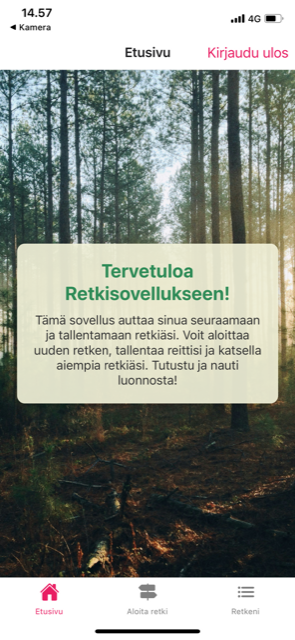 14.57
4G
◀ Kamera
Etusivu
Kirjaudu ulos
Tervetuloa
Retkisovellukseen!
Tämä sovellus auttaa sinua seuraamaan
ja tallentamaan retkiäsi. Voit aloittaa
uuden retken, tallentaa reittisi ja katsella
aiempia retkiäsi. Tutustu ja nauti
luonnosta!
Etusivu
Aloita retki
Retkeni